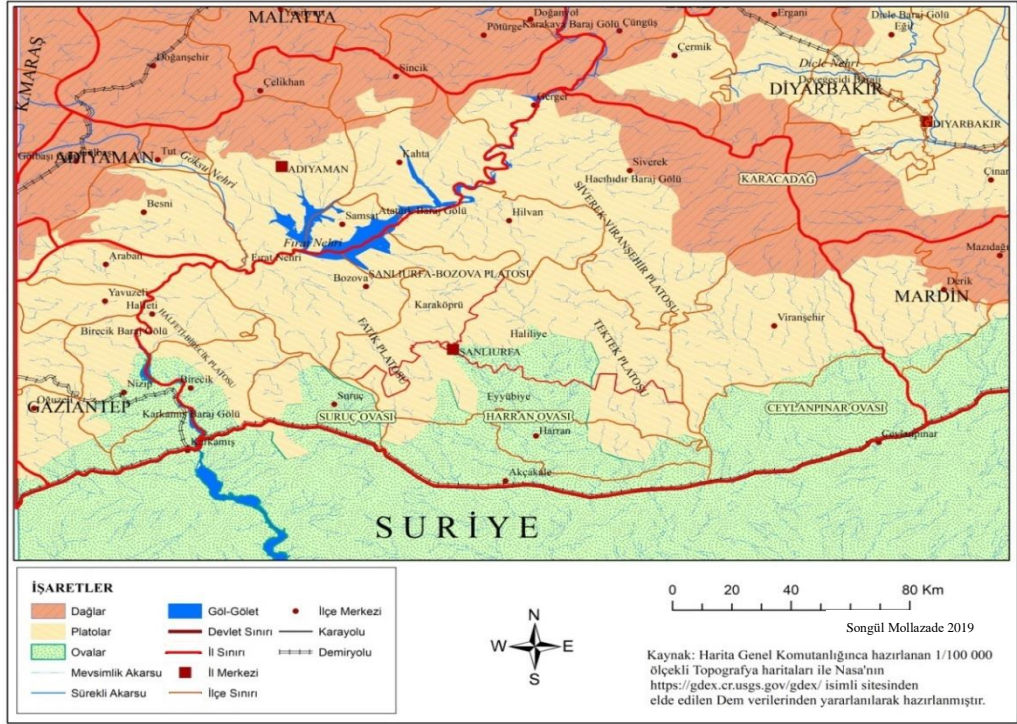 MALATYA
Doğanyol
Karakaya Baraj Gölü
Çüngüş
Pötürge
Ergani
Dicle Baraj Gölü
Eğil
K.MARAŞ
Doğanşehir
Çelikhan
Sincik
Çermik
Dicle Nehri
Devegeçidi Barajı
DİYARBAKIR
Gerger
DİYARBAKIR
Gölbaşı
ADIYAMAN
Tut
Göksu Nehri
ADIYAMAN
Kahta
Siverek
Hacıhıdır Baraj Gölü
KARACADAĞ
Çınar
Besni
Samsat
Atatürk Baraj Gölü
Hilvan
SİVEREK-VİRANŞEHİR PLATOSU
Fırat Nehri
Fırat Nehri
Araban
Mazıdağı
Bozova
ŞANLIURFA-BOZOVA PLATOSU
Derik
MARDİN
Yavuzeli
Halfeti
Karaköprü
Viranşehir
Birecik Baraj Gölü
HALFETİ-BİRECİK PLATOSU
FATİK PLATOSU
Haliliye
TEKTEK PLATOSU
ŞANLIURFA
Nizip
Birecik
Oğuzeli
GAZİANTEP
Suruç
Eyyübiye
Karkamış Baraj Gölü
SURUÇ OVASI
HARRAN OVASI
CEYLANPINAR OVASI
Harran
Karkamış
Ceylanpınar
Akçakale
SURİYE
İŞARETLER
Dağlar
Göl-Gölet
İlçe Merkezi
Platolar
Devlet Sınırı
Karayolu
Ovalar
İl Sınırı
Demiryolu
Mevsimlik Akarsu
İl Merkezi
Sürekli Akarsu
İlçe Sınırı
N
W E
S
0 20 40 80 Km
Songül Mollazade 2019
Kaynak: Harita Genel Komutanlığınca hazırlanan 1/100 000
ölçekli Topografya haritaları ile Nasa'nın
https://gdex.cr.usgs.gov/gdex/ isimli sitesinden
elde edilen Dem verilerinden yararlanılarak hazırlanmıştır.